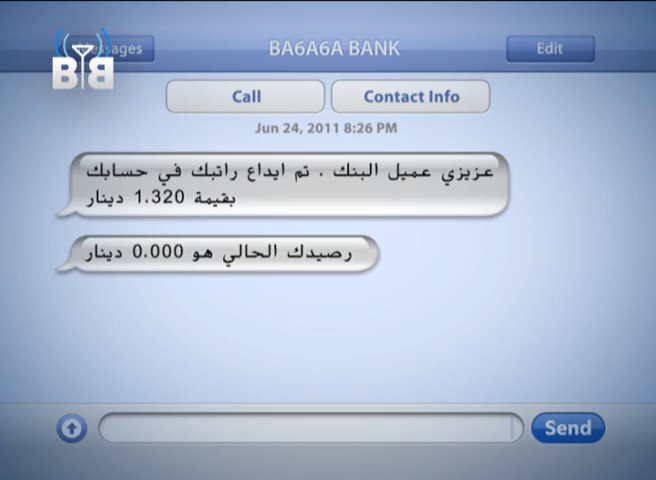 Messages
BA6A6A BANK
Edit
BYB
Call
Contact Info
Jun 24, 2011 8:26 PM
عزيزي عميل البنك ، تم ايداع راتبك في حسابك
بقيمة 1.320 دينار
رصيدك الحالي هو 0.000 دينار
Send